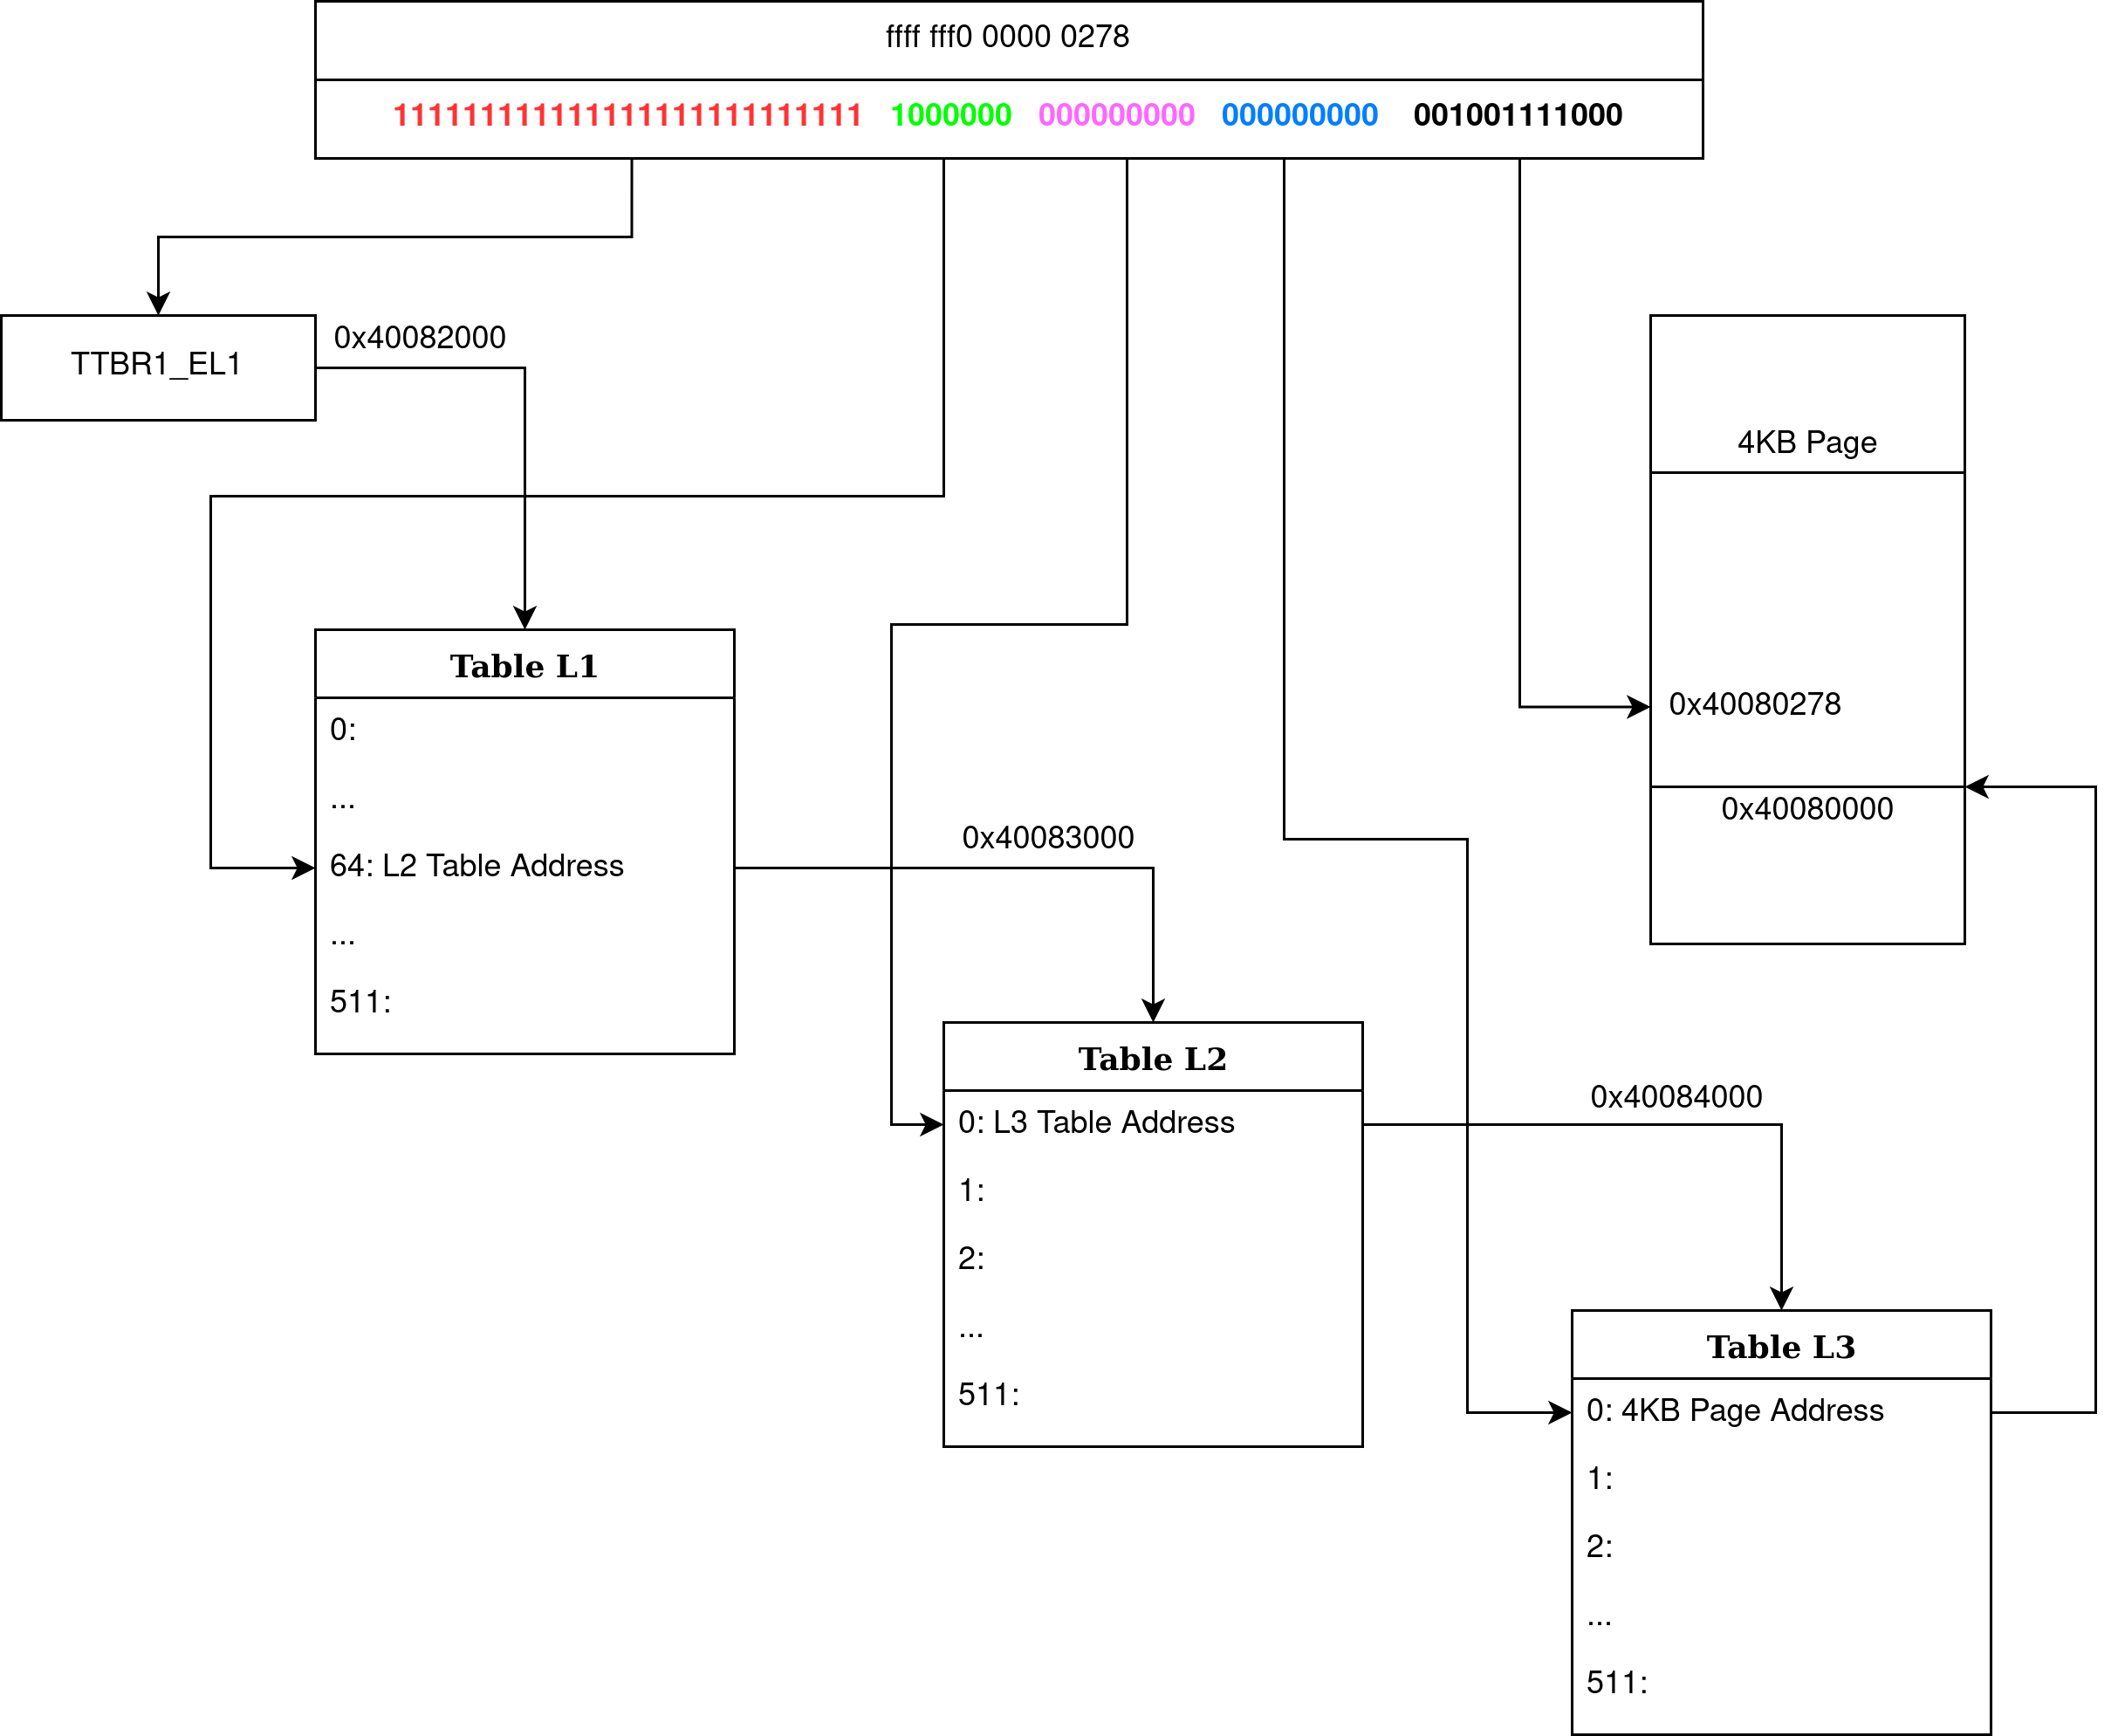 ffff fff0 0000 0278
111111111111111111111111111 1000000 000000000 000000000 001001111000
TTBR1_EL1
0x40082000
4KB Page
0x40080278
0x40080000
Table L1
0:
...
64: L2 Table Address
...
511:
0x40083000
Table L2
0: L3 Table Address
1:
2:
...
511:
0x40084000
Table L3
0: 4KB Page Address
1:
2:
...
511: